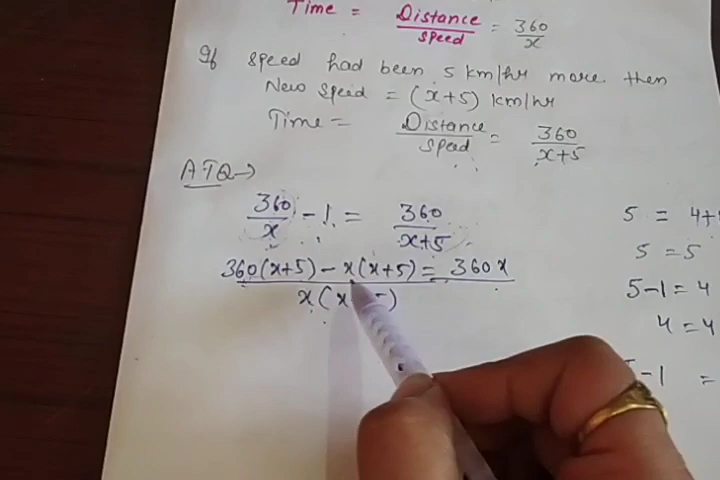 Time = Distance/Speed = 360/x
If speed had been 5 km/hr more then
New speed = (x+5) km/hr
Time = Distance/Speed = 360/x+5
ATQ→
360/x - 1 = 360/x+5
360(x+5) - x(x+5) = 360x
x(x
5 = 4+
5 = 5
5-1 = 4
4 = 4
-1 =